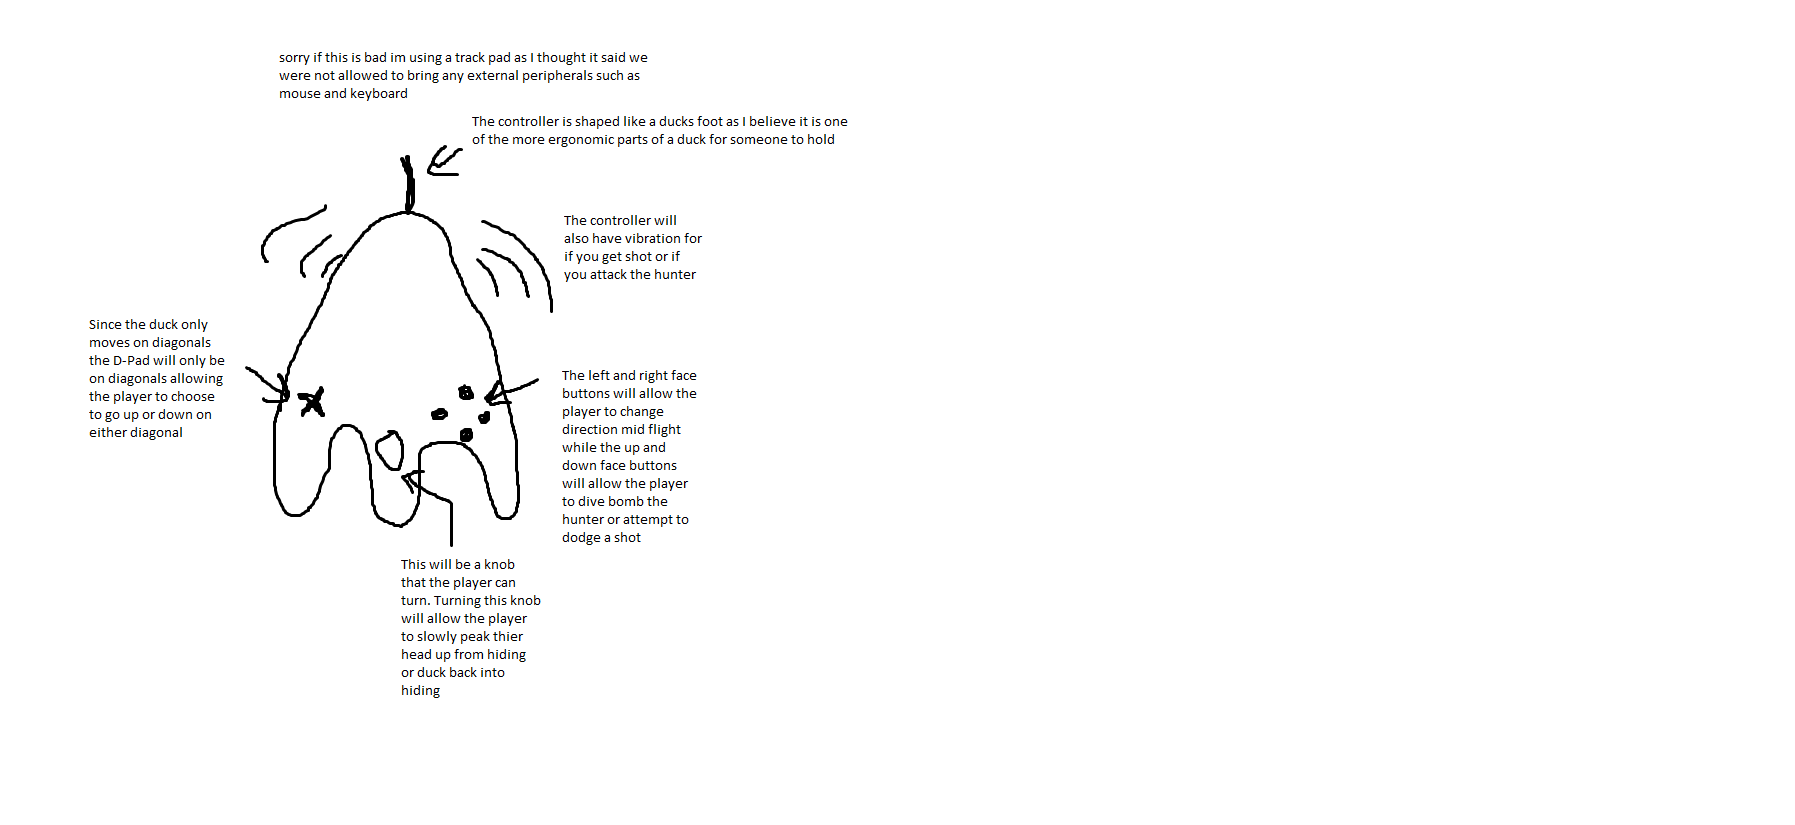 sorry if this is bad im using a track pad as I thought it said we
were not allowed to bring any external peripherals such as
mouse and keyboard
The controller is shaped like a ducks foot as I believe it is one
of the more ergonomic parts of a duck for someone to hold
The controller will
also have vibration for
if you get shot or if
you attack the hunter
Since the duck only
moves on diagonals
the D-Pad will only be
on diagonals allowing
the player to choose
to go up or down on
either diagonal
The left and right face
buttons will allow the
player to change
direction mid flight
while the up and
down face buttons
will allow the player
to dive bomb the
hunter or attempt to
dodge a shot
This will be a knob
that the player can
turn. Turning this knob
will allow the player
to slowly peak thier
head up from hiding
or duck back into
hiding